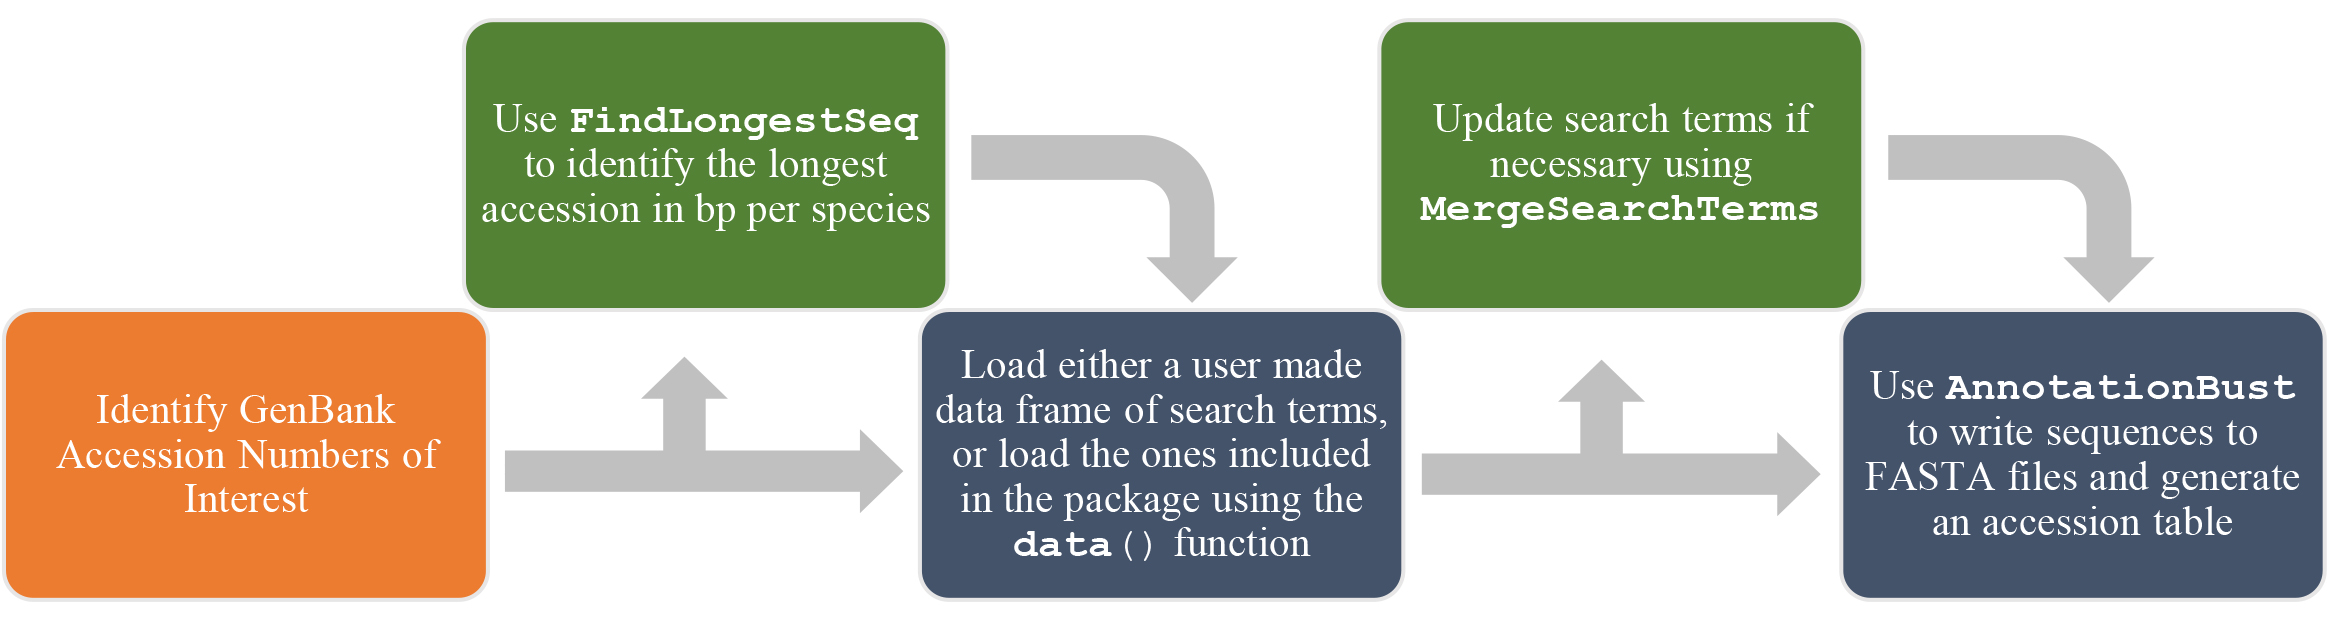 Identify GenBank
Accession Numbers of
Interest
Use FindLongestSeq
to identify the longest
accession in bp per species
Load either a user made
data frame of search terms,
or load the ones included
in the package using the
data() function
Update search terms if
necessary using
MergeSearchTerms
Use AnnotationBust
to write sequences to
FASTA files and generate
an accession table